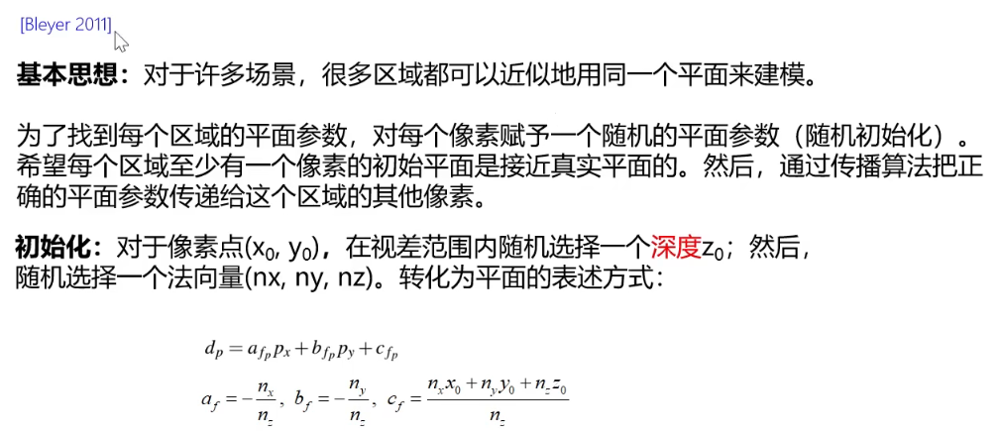 [Bleyer 2011]
基本思想：对于许多场景，很多区域都可以近似地用同一个平面来建模。
为了找到每个区域的平面参数，对每个像素赋予一个随机的平面参数（随机初始化）。
希望每个区域至少有一个像素的初始平面是接近真实平面的。然后，通过传播算法把正
确的平面参数传递给这个区域的其他像素。
初始化：对于像素点(x₀, y₀)，在视差范围内随机选择一个深度z₀；然后，
随机选择一个法向量(nx, ny, nz)。转化为平面的表述方式：
d_p = a_{f_p} p_x + b_{f_p} p_y + c_{f_p}
a_f = -\frac{n_x}{n_z}, b_f = -\frac{n_y}{n_z}, c_f = \frac{n_x x_0 + n_y y_0 + n_z z_0}{n_z}